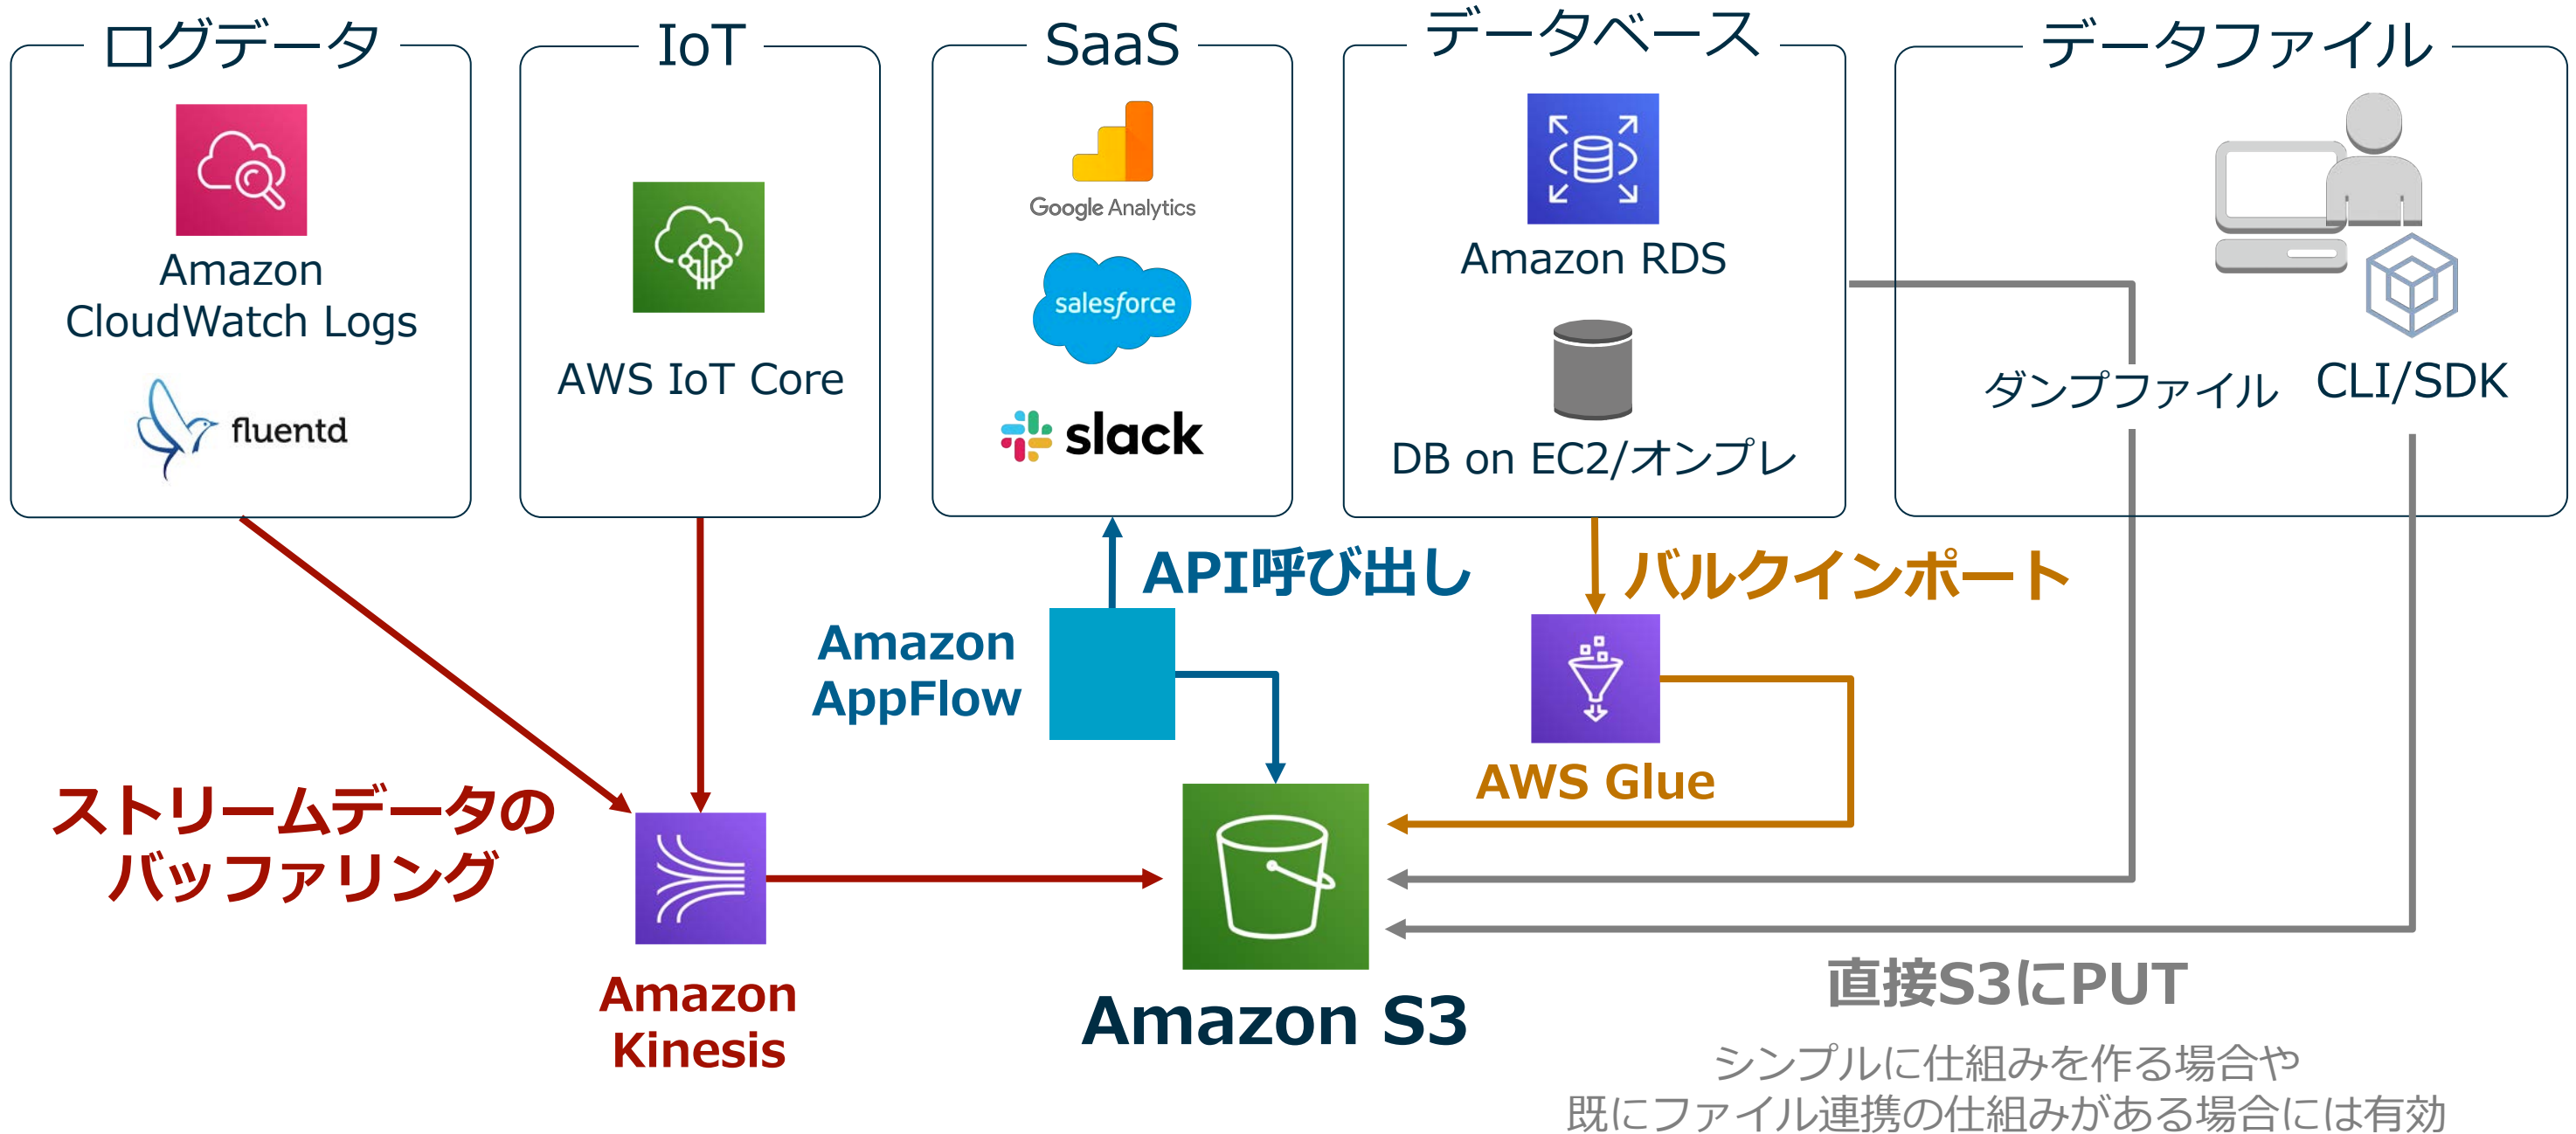 ログデータ
Amazon
CloudWatch Logs
fluentd
IoT
AWS IoT Core
SaaS
Google Analytics
salesforce
slack
データベース
Amazon RDS
DB on EC2/オンプレ
データファイル
ダンプファイル
CLI/SDK
API呼び出し
バルクインポート
Amazon
AppFlow
AWS Glue
ストリームデータの
バッファリング
Amazon
Kinesis
Amazon S3
直接S3にPUT
シンプルに仕組みを作る場合や
既にファイル連携の仕組みがある場合には有効